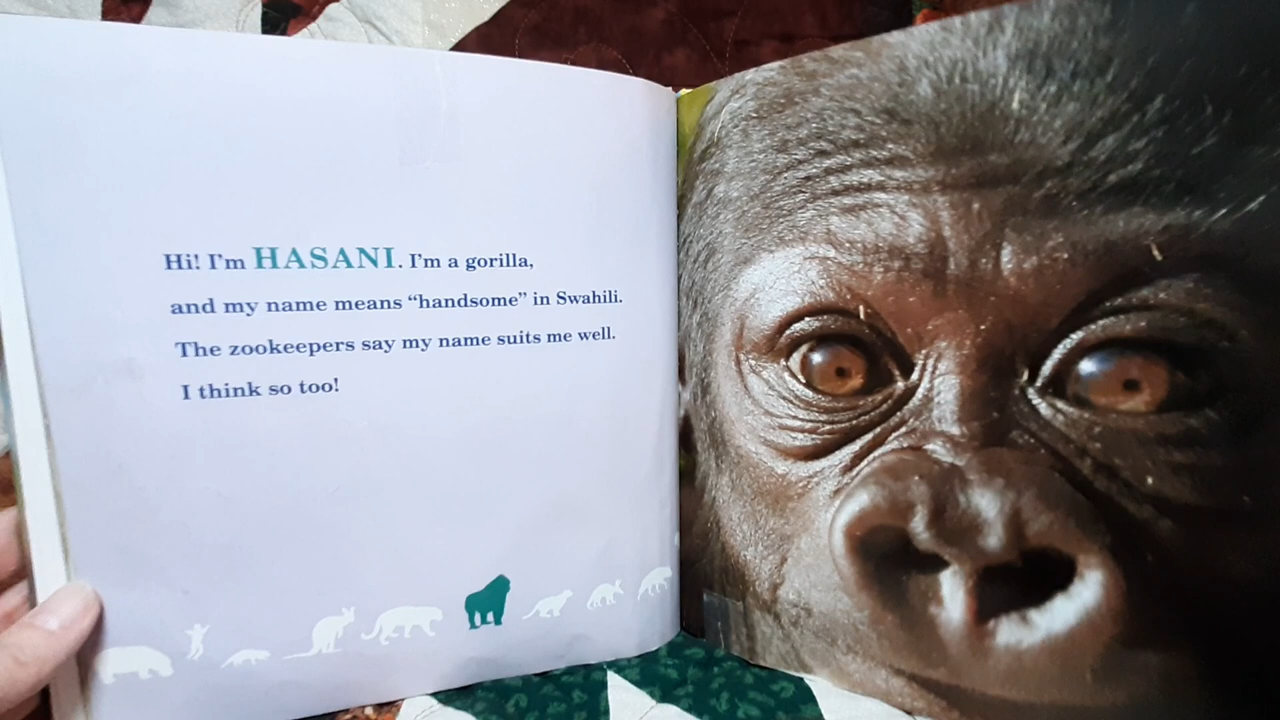 Hi! I'm HASANI. I'm a gorilla,
and my name means “handsome” in Swahili.
The zookeepers say my name suits me well.
I think so too!